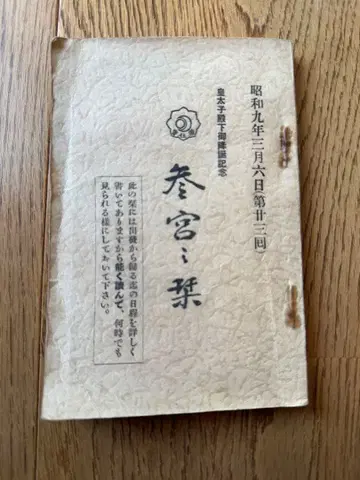 昭和九年三月六日(第廿三回)
皇太子殿下御降誕記念
參宮之栞
此の栞には出發から歸る迄の日程を詳しく
書いてありますから能く讀んで、何時でも
見られる樣にしておいて下さい。